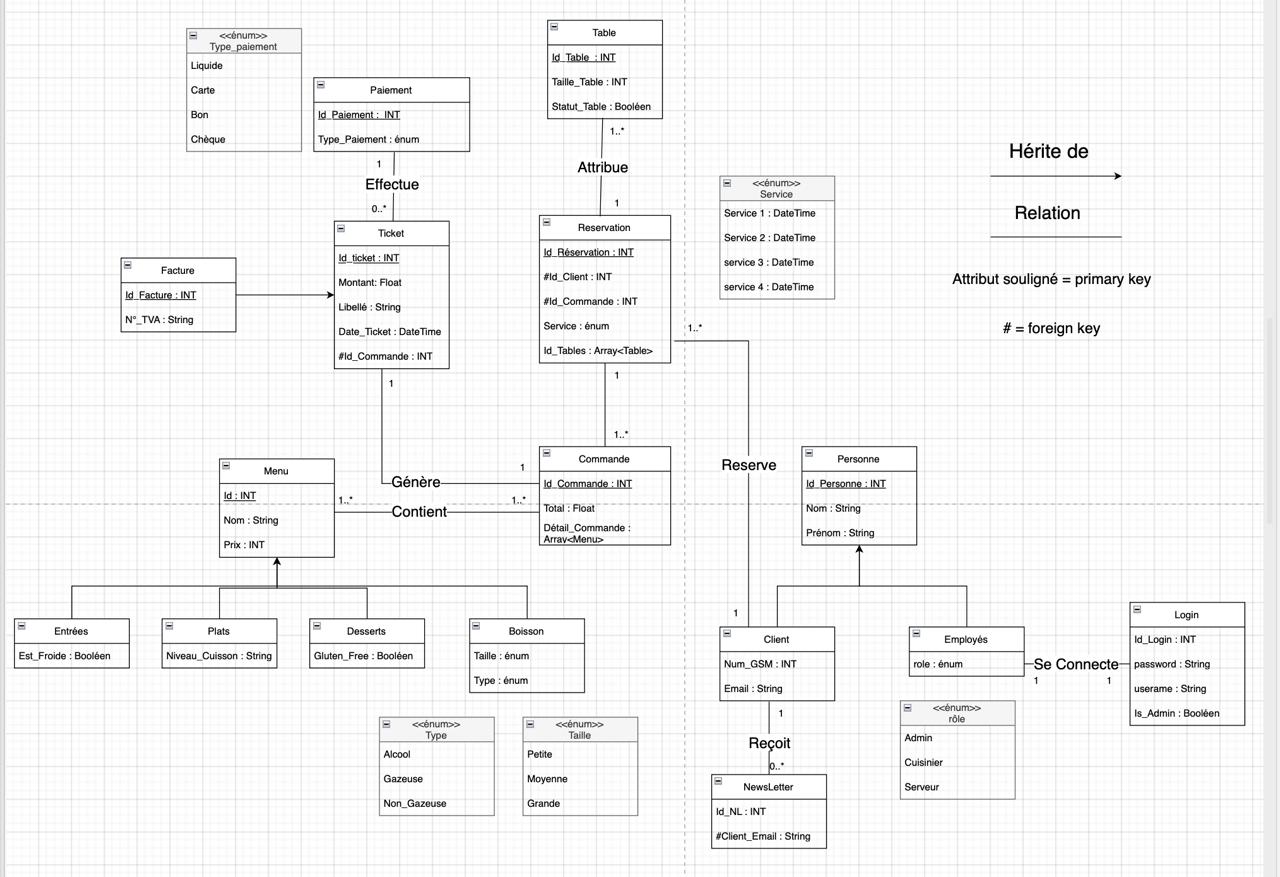 <<énum>>
Type_paiement
Liquide
Carte
Bon
Chèque
Paiement
Id_Paiement : INT
Type_Paiement : énum
1
Effectue
0..*
Table
Id_Table : INT
Taille_Table : INT
Statut_Table : Booléen
1..*
Attribue
1
Hérite de
Relation
Attribut souligné = primary key
# = foreign key
<<énum>>
Service
Service 1 : DateTime
Service 2 : DateTime
service 3 : DateTime
service 4 : DateTime
Ticket
Id_ticket : INT
Montant: Float
Libellé : String
Date_Ticket : DateTime
#Id_Commande : INT
1
Reservation
Id_Réservation : INT
#Id_Client : INT
#Id_Commande : INT
Service : énum
Id_Tables : Array<Table>
1..*
1
1..*
Facture
Id_Facture : INT
N°_TVA : String
Menu
Id : INT
Nom : String
Prix : INT
1
Génère
1..*
1..*
Contient
Commande
Id_Commande : INT
Total : Float
Détail_Commande :
Array<Menu>
Reserve
1
Personne
Id_Personne : INT
Nom : String
Prénom : String
Entrées
Est_Froide : Booléen
Plats
Niveau_Cuisson : String
Desserts
Gluten_Free : Booléen
Boisson
Taille : énum
Type : énum
Client
Num_GSM : INT
Email : String
Employés
role : énum
Se Connecte
1
1
Login
Id_Login : INT
password : String
userame : String
Is_Admin : Booléen
<<énum>>
Type
Alcool
Gazeuse
Non_Gazeuse
<<énum>>
Taille
Petite
Moyenne
Grande
1
Reçoit
0..*
NewsLetter
Id_NL : INT
#Client_Email : String
<<énum>>
rôle
Admin
Cuisinier
Serveur